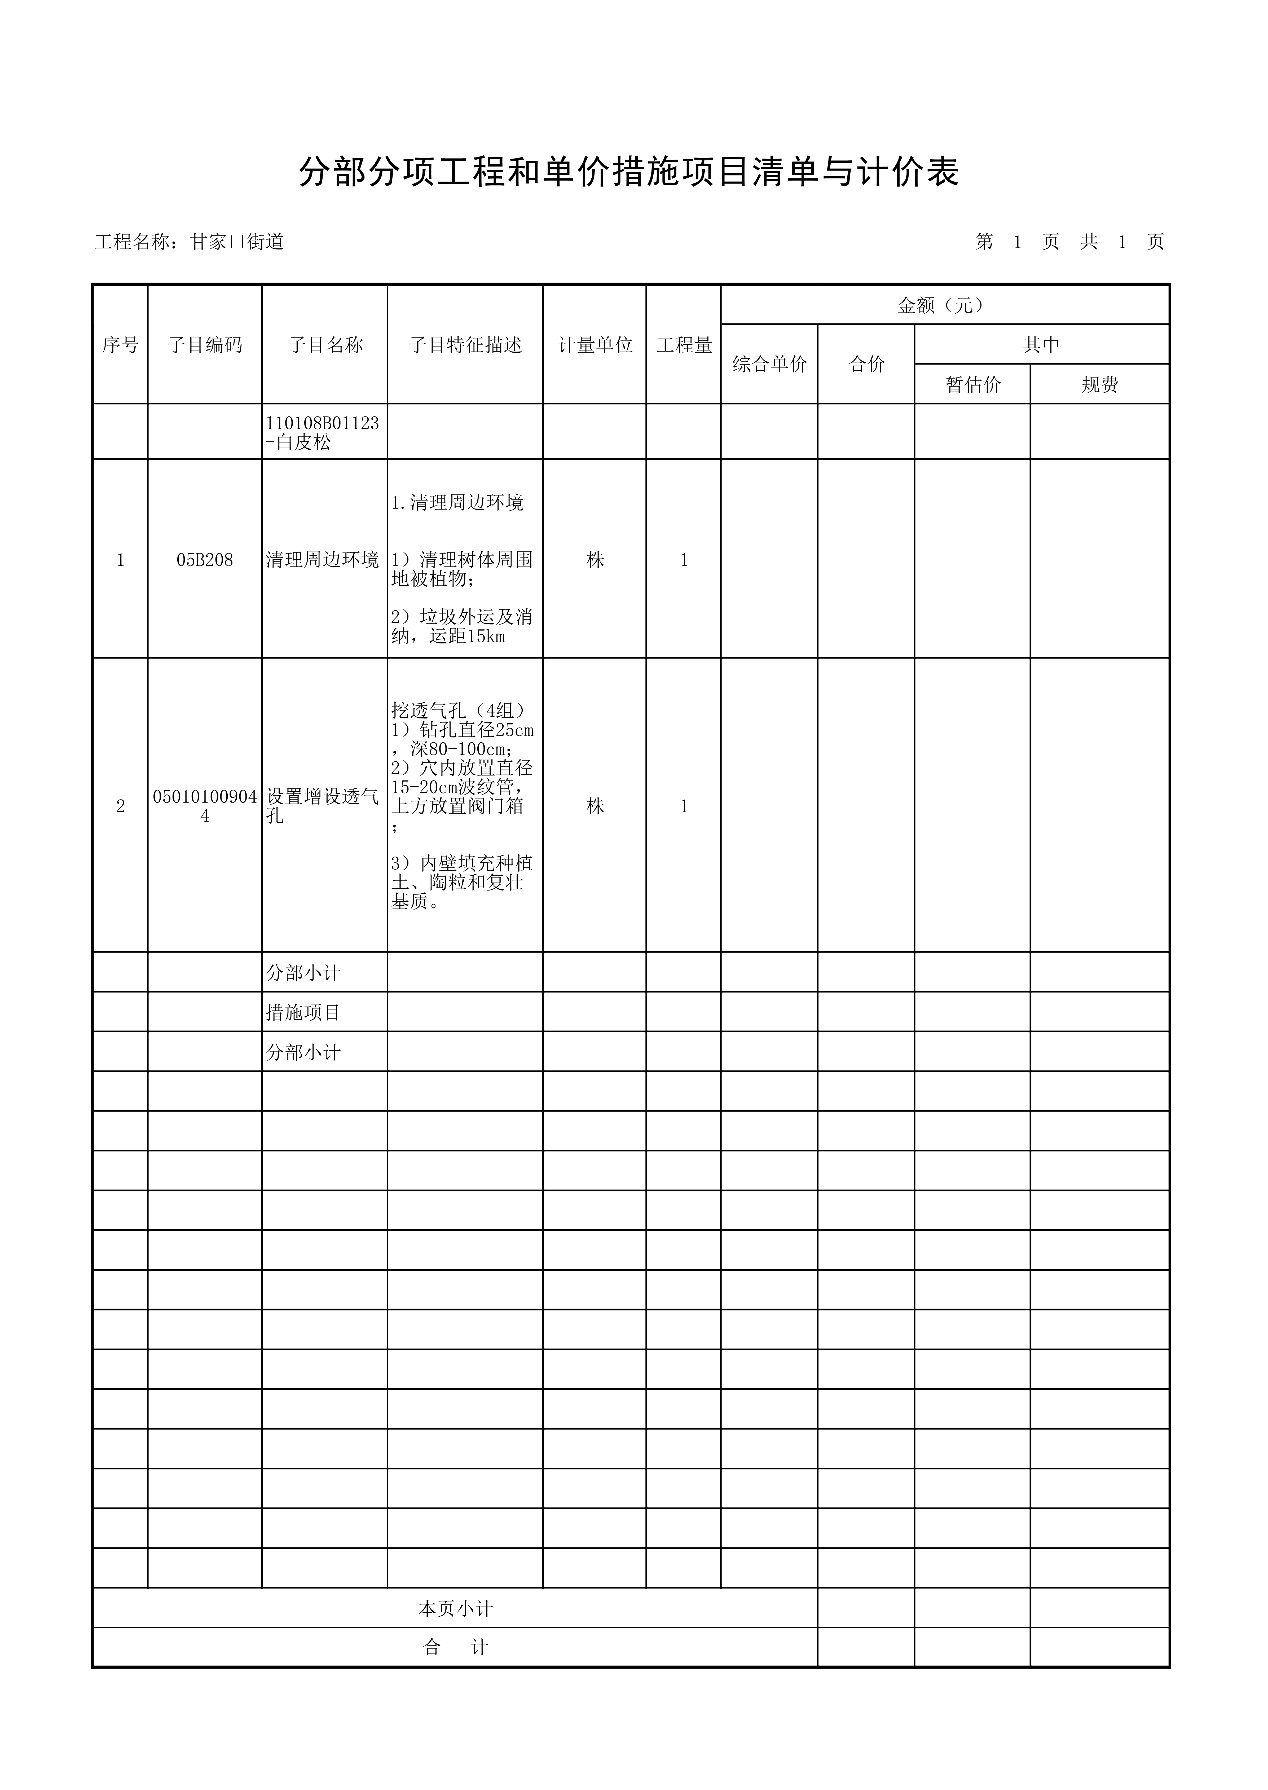 分部分项工程和单价措施项目清单与计价表
工程名称：甘家口街道
第 1 页 共 1 页
序号 子目编码 子目名称 子目特征描述 计量单位 工程量 金额（元）
综合单价 合价 其中
暂估价 规费
110108B01123
-白皮松
1 05B208 清理周边环境
1.清理周边环境
1）清理树体周围
地被植物；
2）垃圾外运及消
纳，运距15km
株 1
2
05010100904
4
设置增设透气
孔
挖透气孔（4组）
1）钻孔直径25cm
，深80-100cm；
2）穴内放置直径
15-20cm波纹管，
上方放置阀门箱
；
3）内壁填充种植
土、陶粒和复壮
基质。
株 1
分部小计
措施项目
分部小计
本页小计
合 计